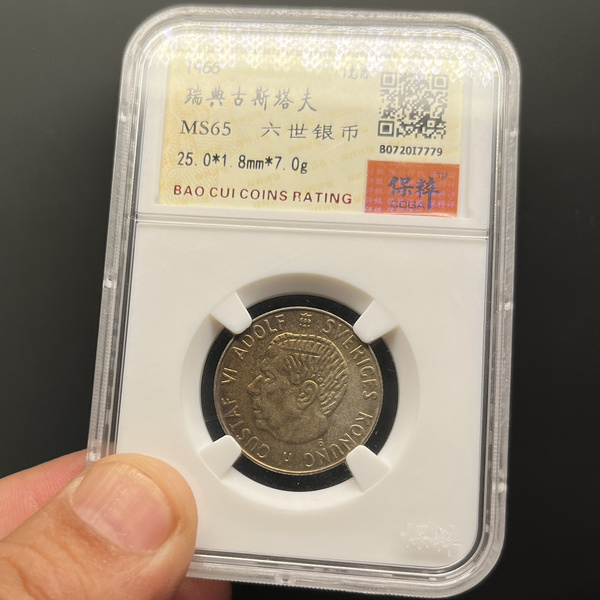 1966
瑞典古斯塔夫
MS65 六世银币
B0720I7779
25.0*1.8mm*7.0g
BAO CUI COINS RATING
保粹
GUSTAF VI ADOLF SVERIGES KONUNG